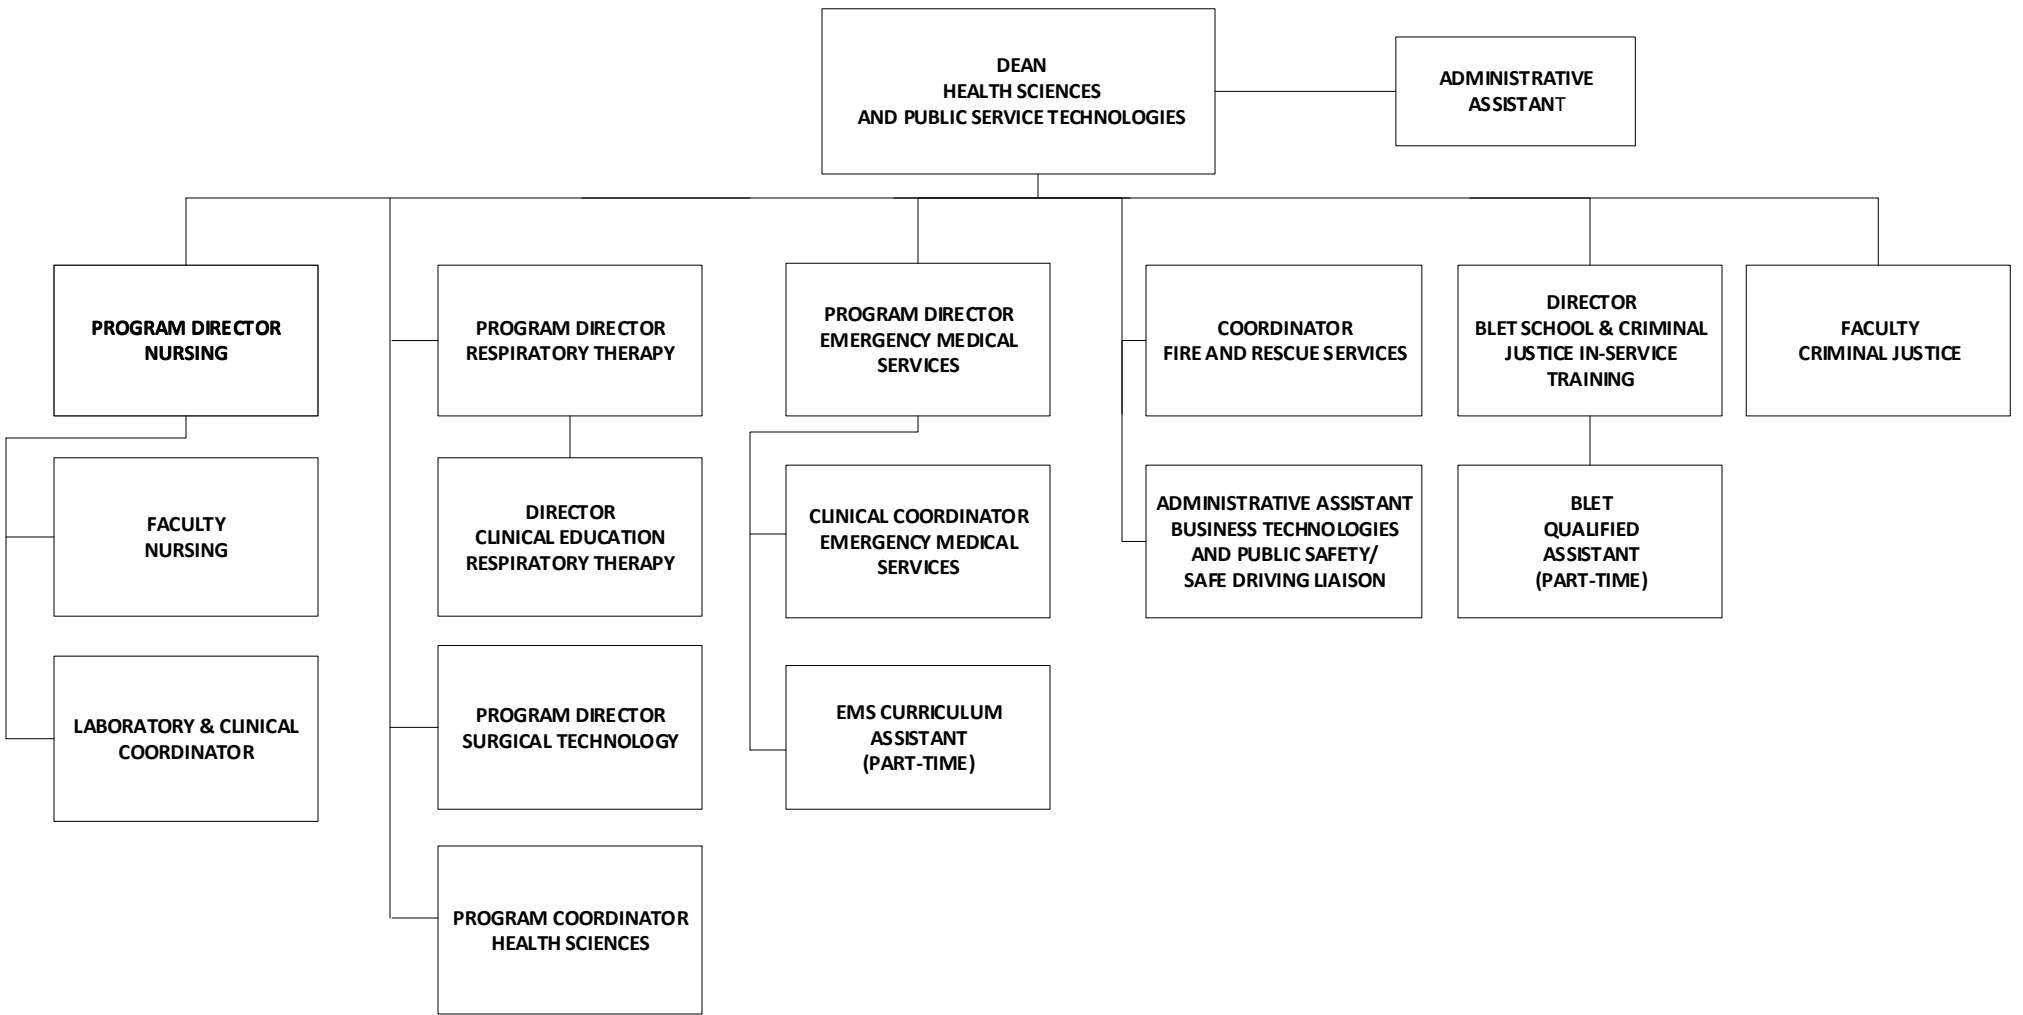 DEAN
HEALTH SCIENCES
AND PUBLIC SERVICE TECHNOLOGIES
ADMINISTRATIVE
ASSISTANT
PROGRAM DIRECTOR
NURSING
PROGRAM DIRECTOR
RESPIRATORY THERAPY
PROGRAM DIRECTOR
EMERGENCY MEDICAL
SERVICES
COORDINATOR
FIRE AND RESCUE SERVICES
DIRECTOR
BLET SCHOOL & CRIMINAL
JUSTICE IN-SERVICE
TRAINING
FACULTY
CRIMINAL JUSTICE
FACULTY
NURSING
DIRECTOR
CLINICAL EDUCATION
RESPIRATORY THERAPY
CLINICAL COORDINATOR
EMERGENCY MEDICAL
SERVICES
ADMINISTRATIVE ASSISTANT
BUSINESS TECHNOLOGIES
AND PUBLIC SAFETY/
SAFE DRIVING LIAISON
BLET
QUALIFIED
ASSISTANT
(PART-TIME)
LABORATORY & CLINICAL
COORDINATOR
PROGRAM DIRECTOR
SURGICAL TECHNOLOGY
EMS CURRICULUM
ASSISTANT
(PART-TIME)
PROGRAM COORDINATOR
HEALTH SCIENCES